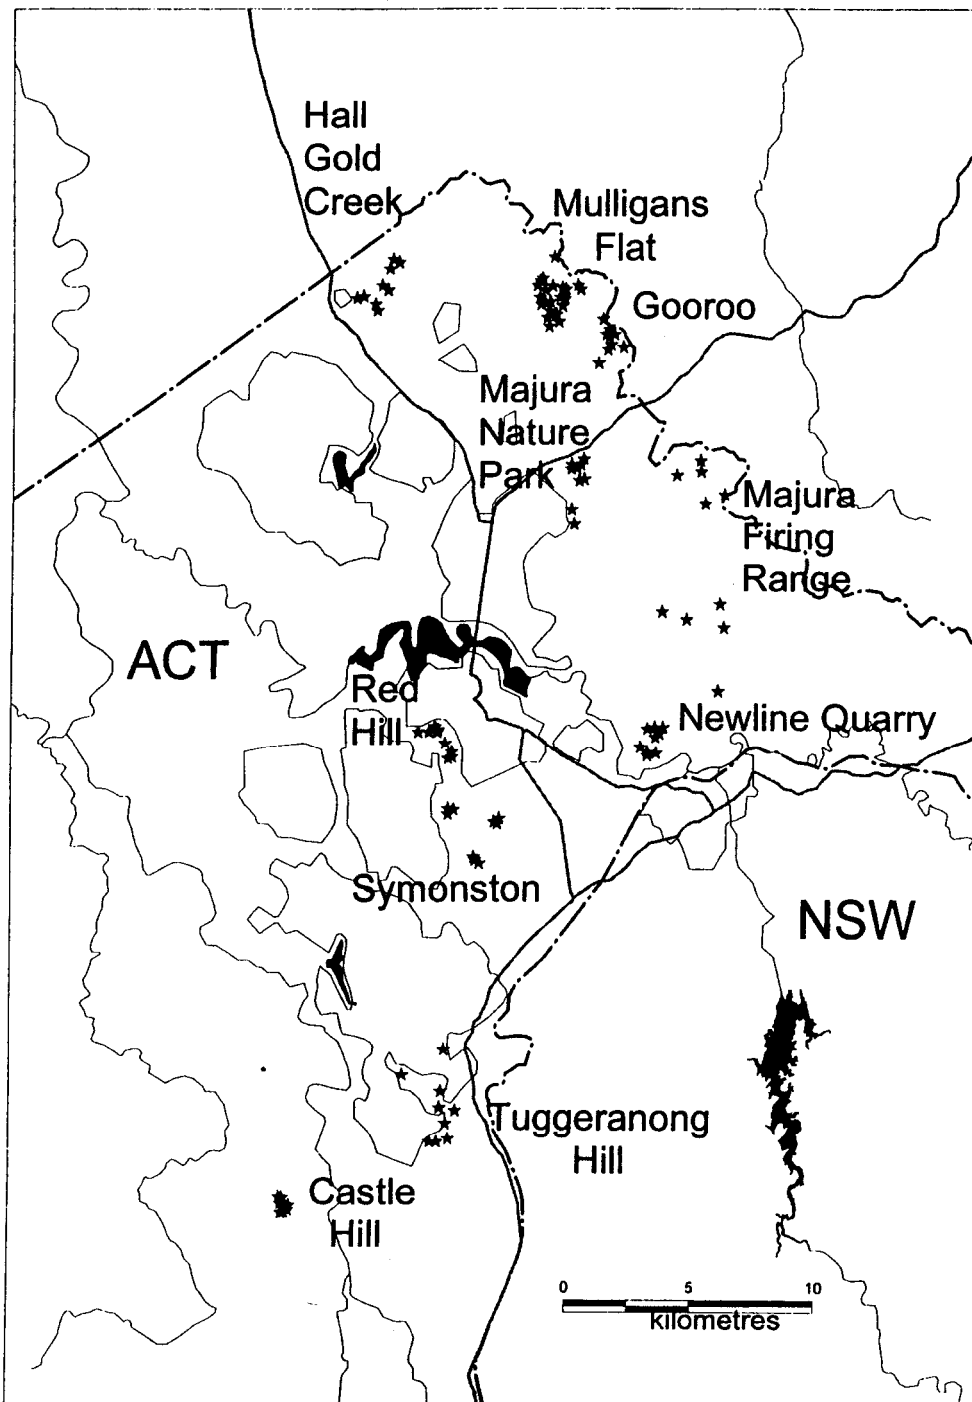 Hall
Gold
Creek
Mulligans
Flat
Gooroo
Majura
Nature
Park
Majura
Firing
Range
ACT
Red
Hill
Newline Quarry
Symonston
NSW
Tuggeranong
Hill
Castle
Hill
0 5 10
kilometres